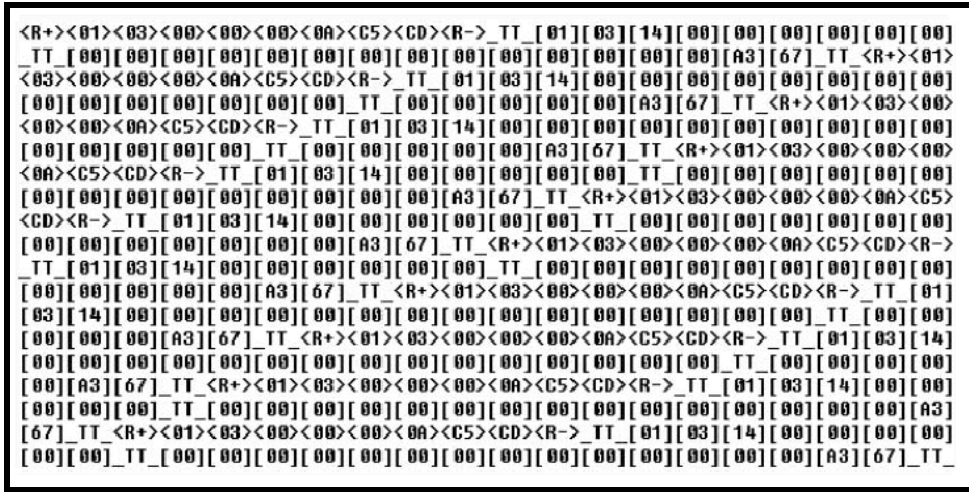 <R+><01><03><00><00><00><0A><C5><CD><R->_TT_[01][03][14][00][00][00][00][00][00]
_TT_[00][00][00][00][00][00][00][00][00][00][00][00][00][00][A3][67]_TT_<R+><01>
<03><00><00><00><0A><C5><CD><R->_TT_[01][03][14][00][00][00][00][00][00][00][00]
[00][00][00][00][00][00][00]_TT_[00][00][00][00][00][A3][67]_TT_<R+><01><03><00>
<00><00><0A><C5><CD><R->_TT_[01][03][14][00][00][00][00][00][00][00][00][00][00]
[00][00][00][00][00]_TT_[00][00][00][00][00][A3][67]_TT_<R+><01><03><00><00><00>
<0A><C5><CD><R->_TT_[01][03][14][00][00][00][00][00]_TT_[00][00][00][00][00][00]
[00][00][00][00][00][00][00][00][00][A3][67]_TT_<R+><01><03><00><00><00><0A><C5>
<CD><R->_TT_[01][03][14][00][00][00][00][00][00]_TT_[00][00][00][00][00][00][00]
[00][00][00][00][00][00][00][A3][67]_TT_<R+><01><03><00><00><00><0A><C5><CD><R->
_TT_[01][03][14][00][00][00][00][00][00]_TT_[00][00][00][00][00][00][00][00][00]
[00][00][00][00][00][A3][67]_TT_<R+><01><03><00><00><00><0A><C5><CD><R->_TT_[01]
[03][14][00][00][00][00][00][00][00][00][00][00][00][00][00][00][00]_TT_[00][00]
[00][00][00][A3][67]_TT_<R+><01><03><00><00><00><0A><C5><CD><R->_TT_[01][03][14]
[00][00][00][00][00][00][00][00][00][00][00][00][00][00][00]_TT_[00][00][00][00]
[00][A3][67]_TT_<R+><01><03><00><00><00><0A><C5><CD><R->_TT_[01][03][14][00][00]
[00][00][00]_TT_[00][00][00][00][00][00][00][00][00][00][00][00][00][00][00][A3]
[67]_TT_<R+><01><03><00><00><00><0A><C5><CD><R->_TT_[01][03][14][00][00][00][00]
[00][00]_TT_[00][00][00][00][00][00][00][00][00][00][00][00][00][00][A3][67]_TT_